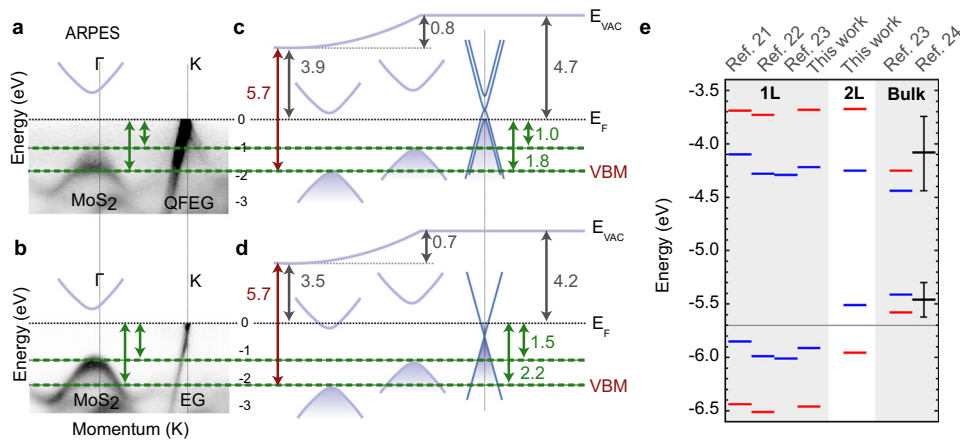 a
ARPES
Γ
K
Energy (eV)
0
-1
-2
-3
MoS2
QFEG
b
Γ
K
Energy (eV)
0
-1
-2
-3
MoS2
EG
Momentum (K)
c
EVAC
0.8
3.9
4.7
5.7
EF
1.0
1.8
VBM
d
EVAC
0.7
3.5
4.2
5.7
EF
1.5
2.2
VBM
e
Ref. 21
Ref. 22
Ref. 23
This work
This work
Ref. 23
Ref. 24
1L
2L
Bulk
Energy (eV)
-3.5
-4.0
-4.5
-5.0
-5.5
-6.0
-6.5